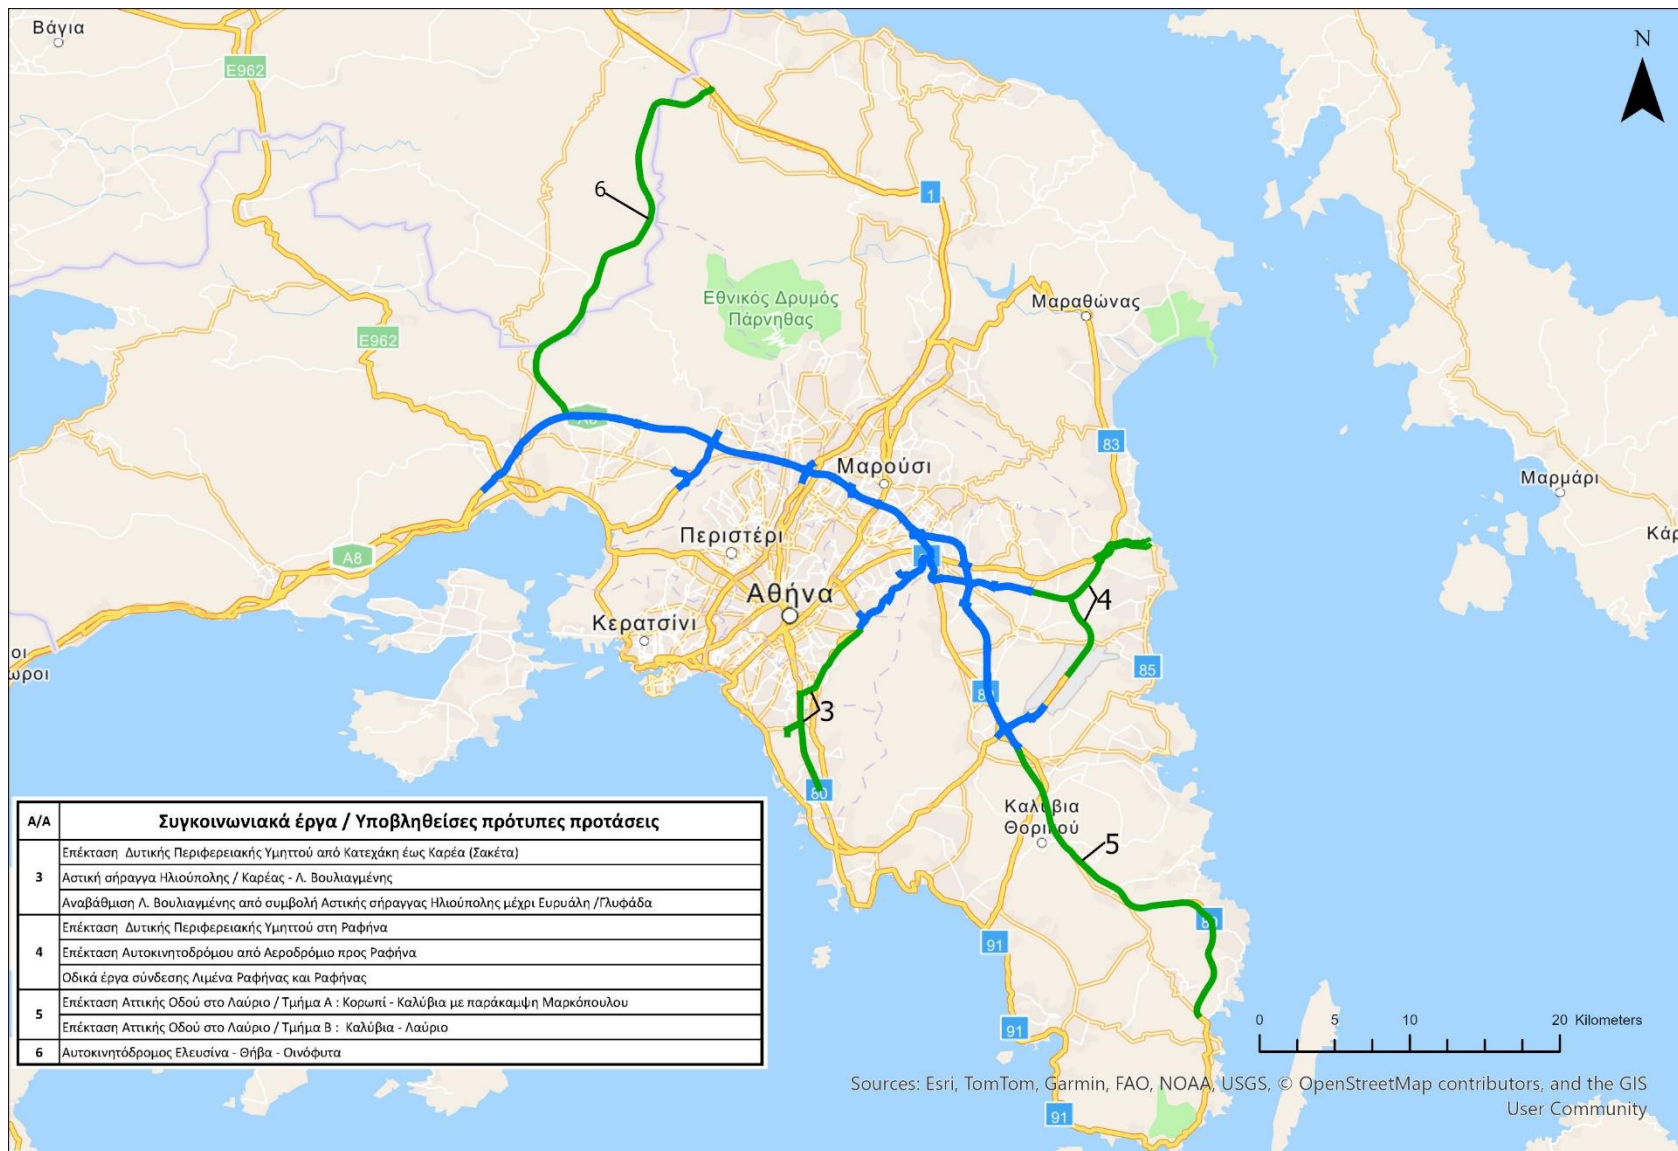 Βάγια
N
E962
1
6
Εθνικός Δρυμός
Πάρνηθας
Μαραθώνας
E962
83
Μαρούσι
Μαρμάρι
Περιστέρι
A8
Αθήνα
4
Κερατσίνι
85
3
80
Καλύβια
Θορικού
5
91
91
91
Α/Α Συγκοινωνιακά έργα / Υποβληθείσες πρότυπες προτάσεις
3
Επέκταση Δυτικής Περιφερειακής Υμηττού από Κατεχάκη έως Καρέα (Σακέτα)
Αστική σήραγγα Ηλιούπολης / Καρέας - Λ. Βουλιαγμένης
Αναβάθμιση Λ. Βουλιαγμένης από συμβολή Αστικής σήραγγας Ηλιούπολης μέχρι Ευρυάλη /Γλυφάδα
4
Επέκταση Δυτικής Περιφερειακής Υμηττού στη Ραφήνα
Επέκταση Αυτοκινητοδρόμου από Αεροδρόμιο προς Ραφήνα
Οδικά έργα σύνδεσης Λιμένα Ραφήνας και Ραφήνας
5
Επέκταση Αττικής Οδού στο Λαύριο / Τμήμα Α : Κορωπί - Καλύβια με παράκαμψη Μαρκόπουλου
Επέκταση Αττικής Οδού στο Λαύριο / Τμήμα Β : Καλύβια - Λαύριο
6 Αυτοκινητόδρομος Ελευσίνα - Θήβα - Οινόφυτα
0 5 10 20 Kilometers
Sources: Esri, TomTom, Garmin, FAO, NOAA, USGS, © OpenStreetMap contributors, and the GIS
User Community